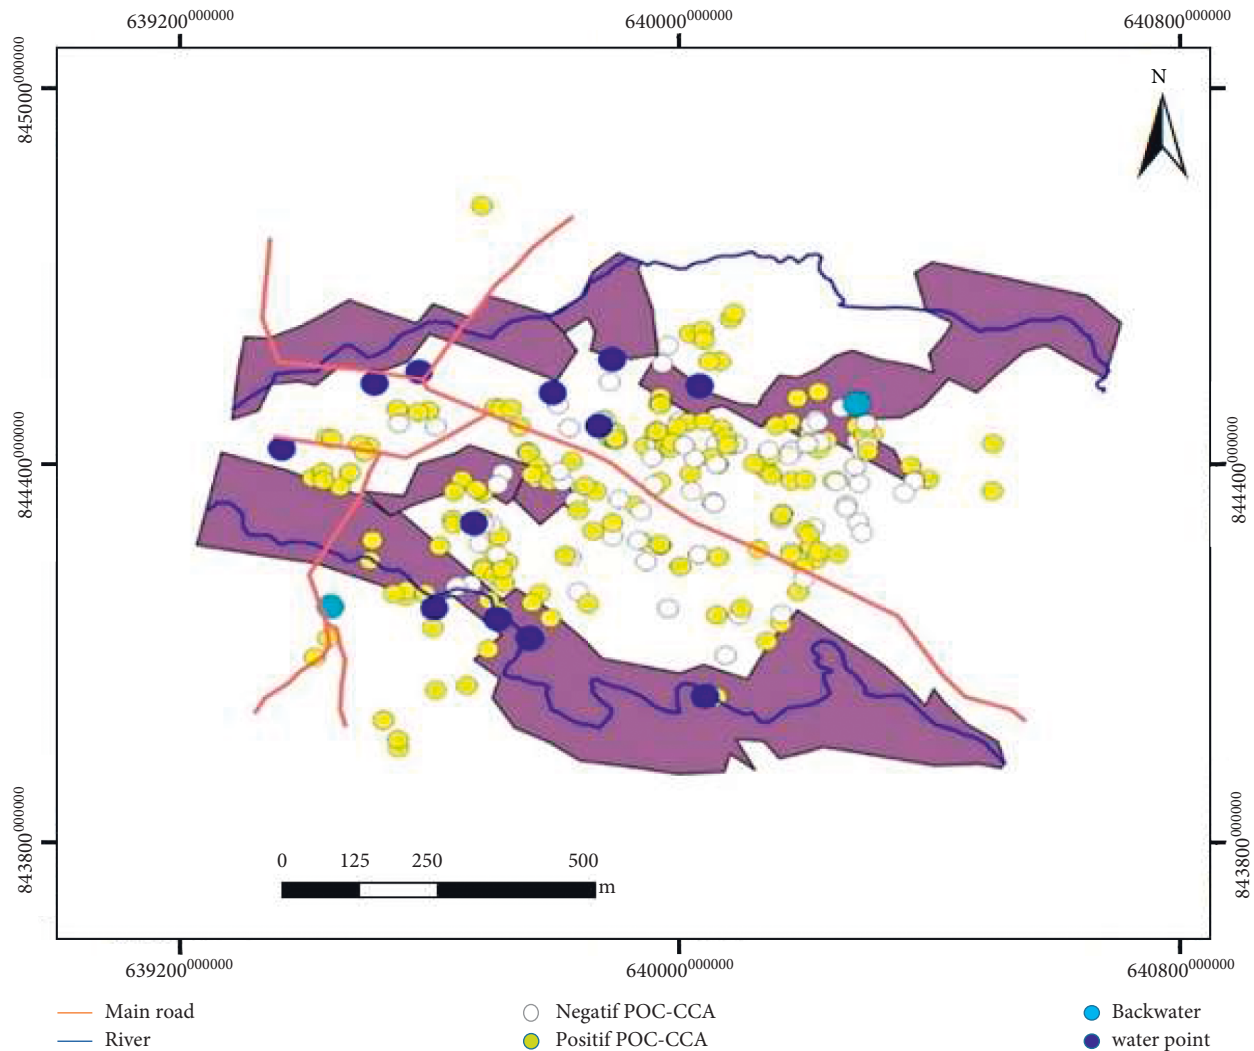 639200000000 640000000000 640800000000
N
845000000000
844400000000 844400000000
843800000000 843800000000
0 125 250 500
m
639200000000 640000000000 640800000000
Main road Negatif POC-CCA Backwater
River Positif POC-CCA water point